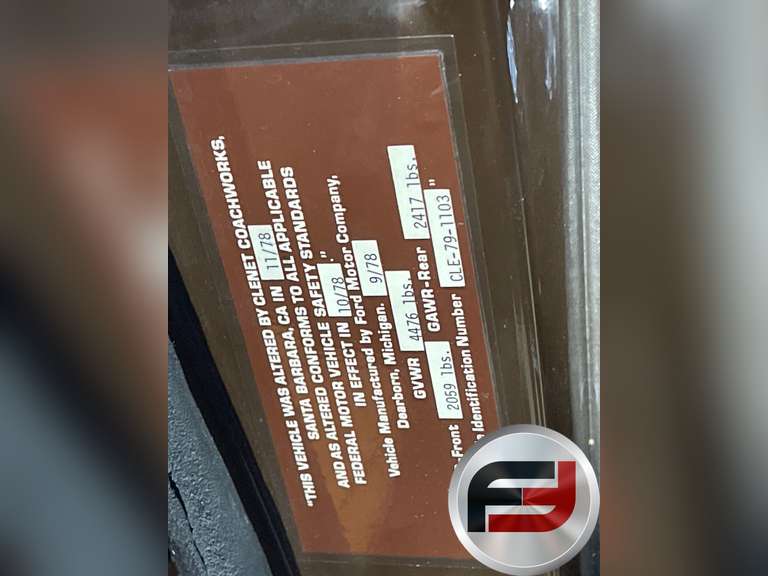 "THIS VEHICLE WAS ALTERED BY CLENET COACHWORKS,
SANTA BARBARA, CA IN 11/78
SANTA CONFORMS TO ALL APPLICABLE
AND AS ALTERED CONFORMS VEHICLE SAFETY STANDARDS
FEDERAL MOTOR VEHICLE IN EFFECT IN 10/78."
Vehicle Manufactured by Ford Motor Company,
Dearborn, Michigan. 9/78
GVWR 4476 lbs.
Front 2059 lbs. GAWR-Rear 2417 lbs.
Identification Number CLE-79-1103"